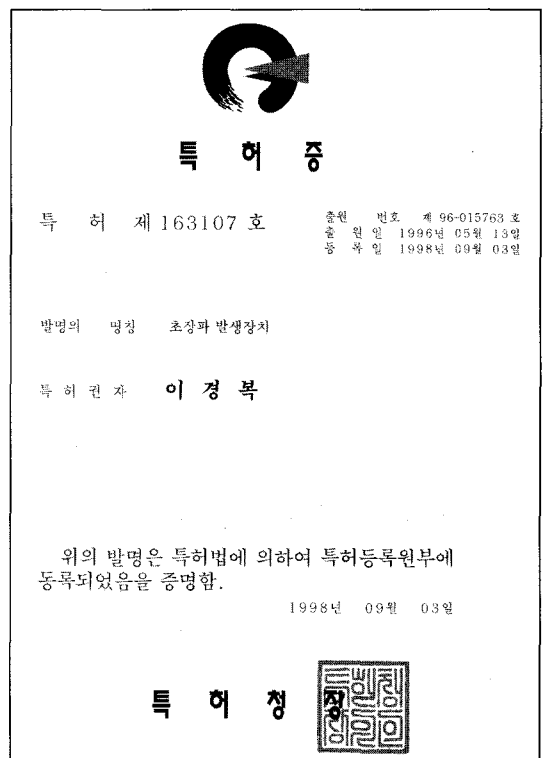 특 허 증
특 허 제 163107 호
출원 번호 제 96-015763 호
출 원 일 1996년 05월 13일
등 록 일 1998년 09월 03일
발명의 명칭 초장파 발생장치
특 허 권 자 이 경 복
위의 발명은 특허법에 의하여 특허등록원부에
등록되었음을 증명함.
1998년 09월 03일
특 허 청 장